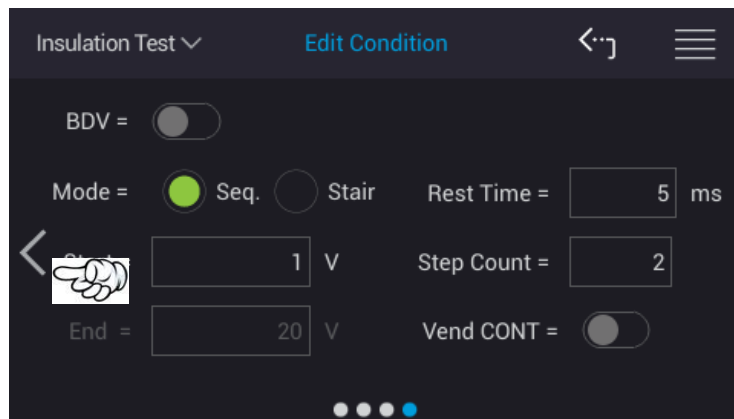 Insulation Test Edit Condition
BDV =
Mode = Seq. Stair Rest Time = 5 ms
1 V Step Count = 2
End = 20 V Vend CONT =